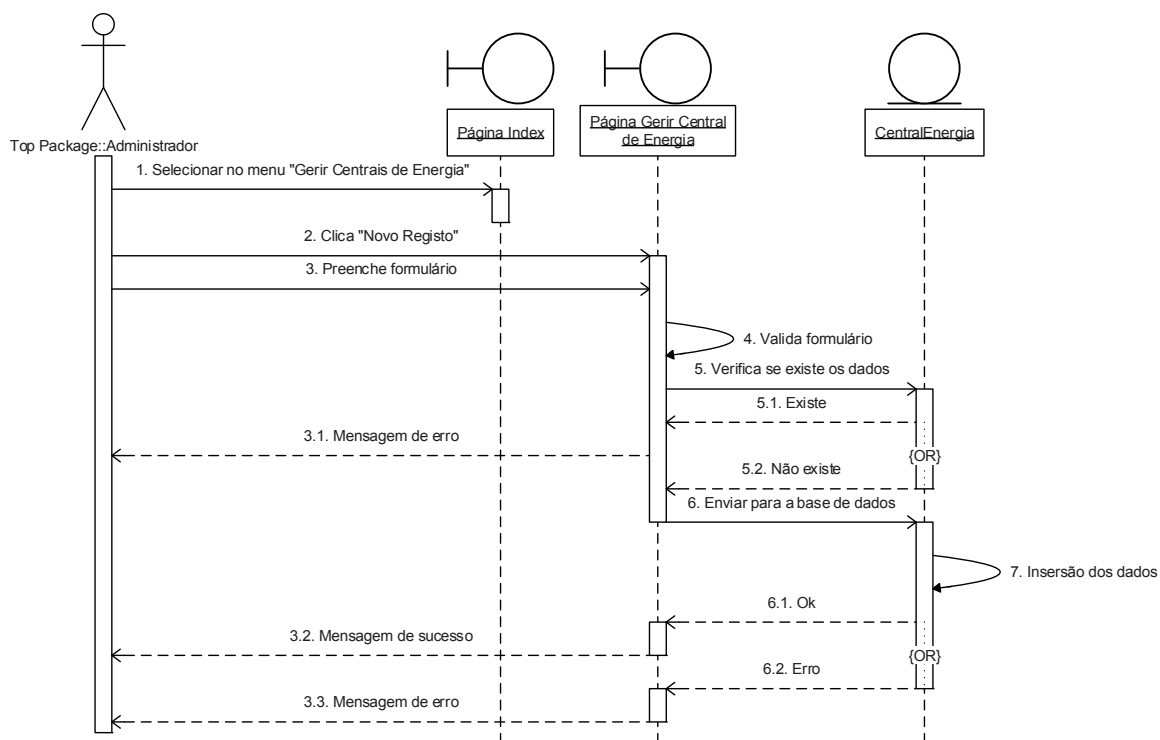 Top Package::Administrador
Página Index
Página Gerir Central
de Energia
CentralEnergia
1. Selecionar no menu "Gerir Centrais de Energia"
2. Clica "Novo Registo"
3. Preenche formulário
4. Valida formulário
5. Verifica se existe os dados
5.1. Existe
3.1. Mensagem de erro
{OR}
5.2. Não existe
6. Enviar para a base de dados
7. Insersão dos dados
6.1. Ok
3.2. Mensagem de sucesso
{OR}
6.2. Erro
3.3. Mensagem de erro